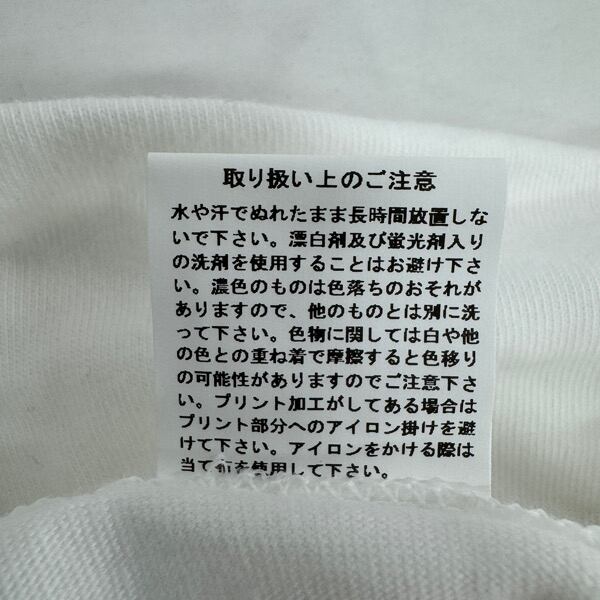 取り扱い上のご注意
水や汗でぬれたまま長時間放置しな
いで下さい。漂白剤及び蛍光剤入り
の洗剤を使用することはお避け下さ
い。濃色のものは色落ちのおそれが
ありますので、他のものとは別に洗
って下さい。色物に関しては白や他
の色との重ね着で摩擦すると色移り
の可能性がありますのでご注意下さ
い。プリント加工がしてある場合は
プリント部分へのアイロン掛けを避
けて下さい。アイロンをかける際は
当て布を使用して下さい。